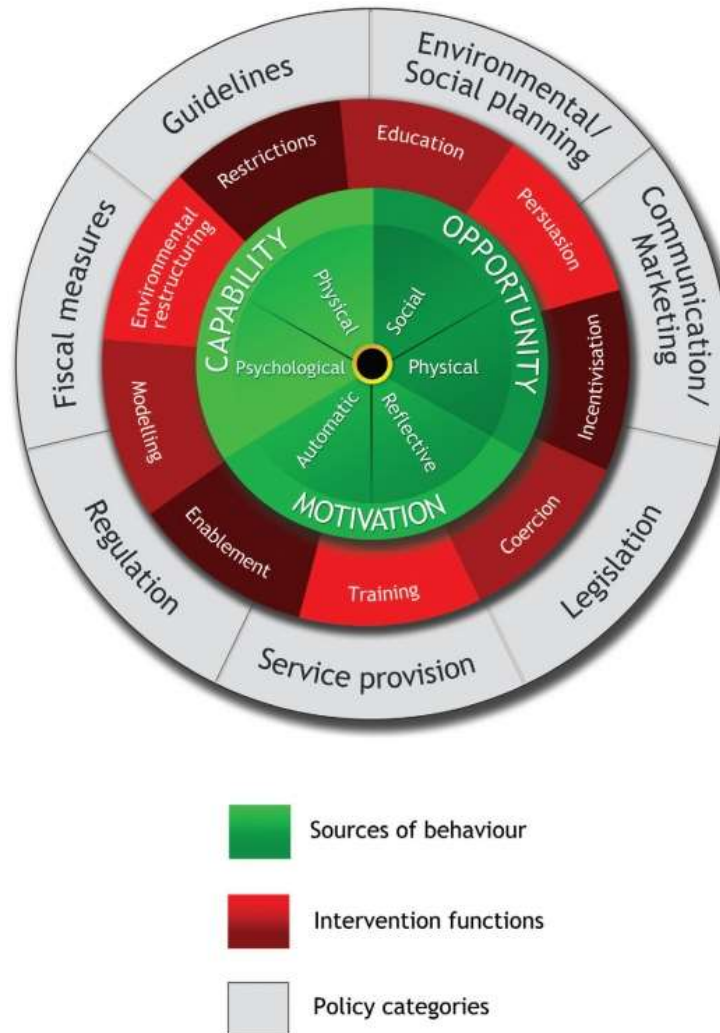 Guidelines
Environmental/
Social planning
Communication/
Marketing
Legislation
Service provision
Regulation
Fiscal measures
Restrictions
Education
Persuasion
Incentivisation
Coercion
Training
Enablement
Modelling
Environmental
restructuring
CAPABILITY
OPPORTUNITY
MOTIVATION
Physical
Social
Psychological
Physical
Automatic
Reflective
Sources of behaviour
Intervention functions
Policy categories